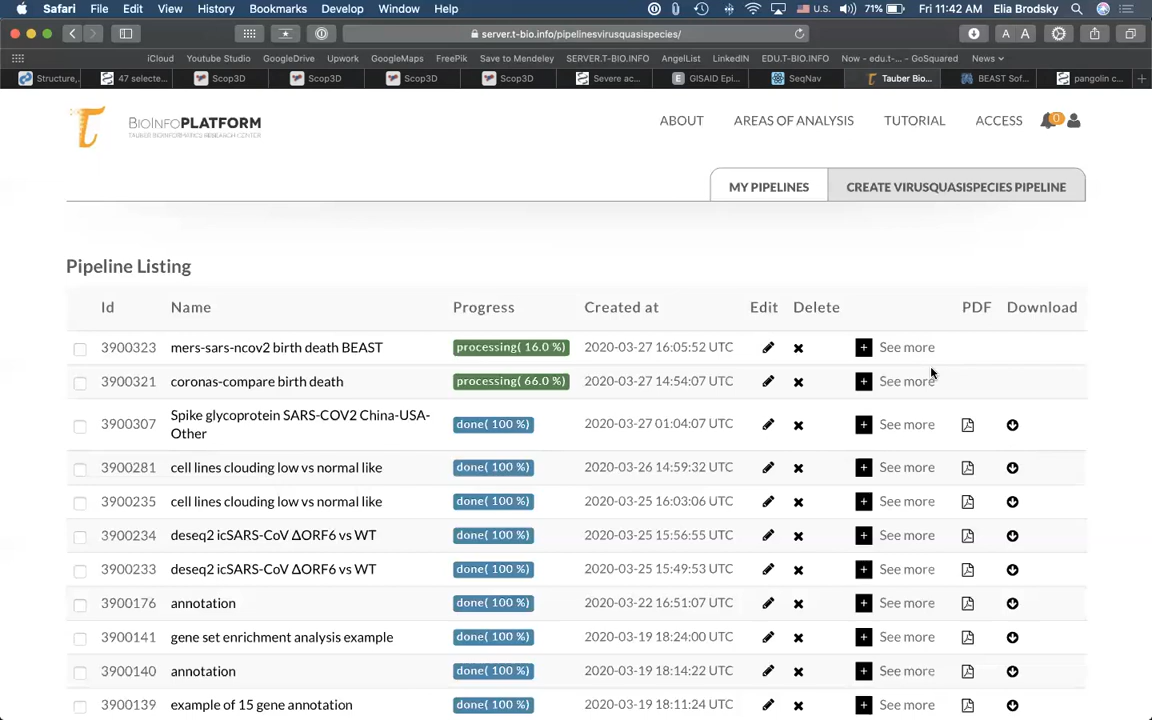 Safari File Edit View History Bookmarks Develop Window Help U.S. 71% Fri 11:42 AM Elia Brodsky
server.t-bio.info/pipelinesvirusquasispecies/ A A
iCloud Youtube Studio GoogleDrive Upwork GoogleMaps FreePik Save to Mendeley SERVER.T-BIO.INFO AngelList LinkedIn EDU.T-BIO.INFO Now - edu.t-... - GoSquared News
Structure,... 47 selecte... Scop3D Scop3D Scop3D Scop3D Severe ac... GISAID Epi... SeqNav Tauber Bio... BEAST Sof... pangolin c...
BIOINFOPLATFORM
TAUBER BIOINFORMATICS RESEARCH CENTER
ABOUT AREAS OF ANALYSIS TUTORIAL ACCESS 0
MY PIPELINES CREATE VIRUSQUASISPECIES PIPELINE
Pipeline Listing
Id Name Progress Created at Edit Delete PDF Download
3900323 mers-sars-ncov2 birth death BEAST processing( 16.0 %) 2020-03-27 16:05:52 UTC + See more
3900321 coronas-compare birth death processing( 66.0 %) 2020-03-27 14:54:07 UTC + See more
3900307 Spike glycoprotein SARS-COV2 China-USA-
Other done( 100 %) 2020-03-27 01:04:07 UTC + See more
3900281 cell lines clouding low vs normal like done( 100 %) 2020-03-26 14:59:32 UTC + See more
3900235 cell lines clouding low vs normal like done( 100 %) 2020-03-25 16:03:06 UTC + See more
3900234 deseq2 icSARS-CoV ΔORF6 vs WT done( 100 %) 2020-03-25 15:56:55 UTC + See more
3900233 deseq2 icSARS-CoV ΔORF6 vs WT done( 100 %) 2020-03-25 15:49:53 UTC + See more
3900176 annotation done( 100 %) 2020-03-22 16:51:07 UTC + See more
3900141 gene set enrichment analysis example done( 100 %) 2020-03-19 18:24:00 UTC + See more
3900140 annotation done( 100 %) 2020-03-19 18:14:22 UTC + See more
3900139 example of 15 gene annotation done( 100 %) 2020-03-19 18:11:24 UTC + See more